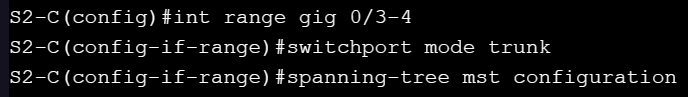 S2-C(config)#int range gig 0/3-4
S2-C(config-if-range)#switchport mode trunk
S2-C(config-if-range)#spanning-tree mst configuration